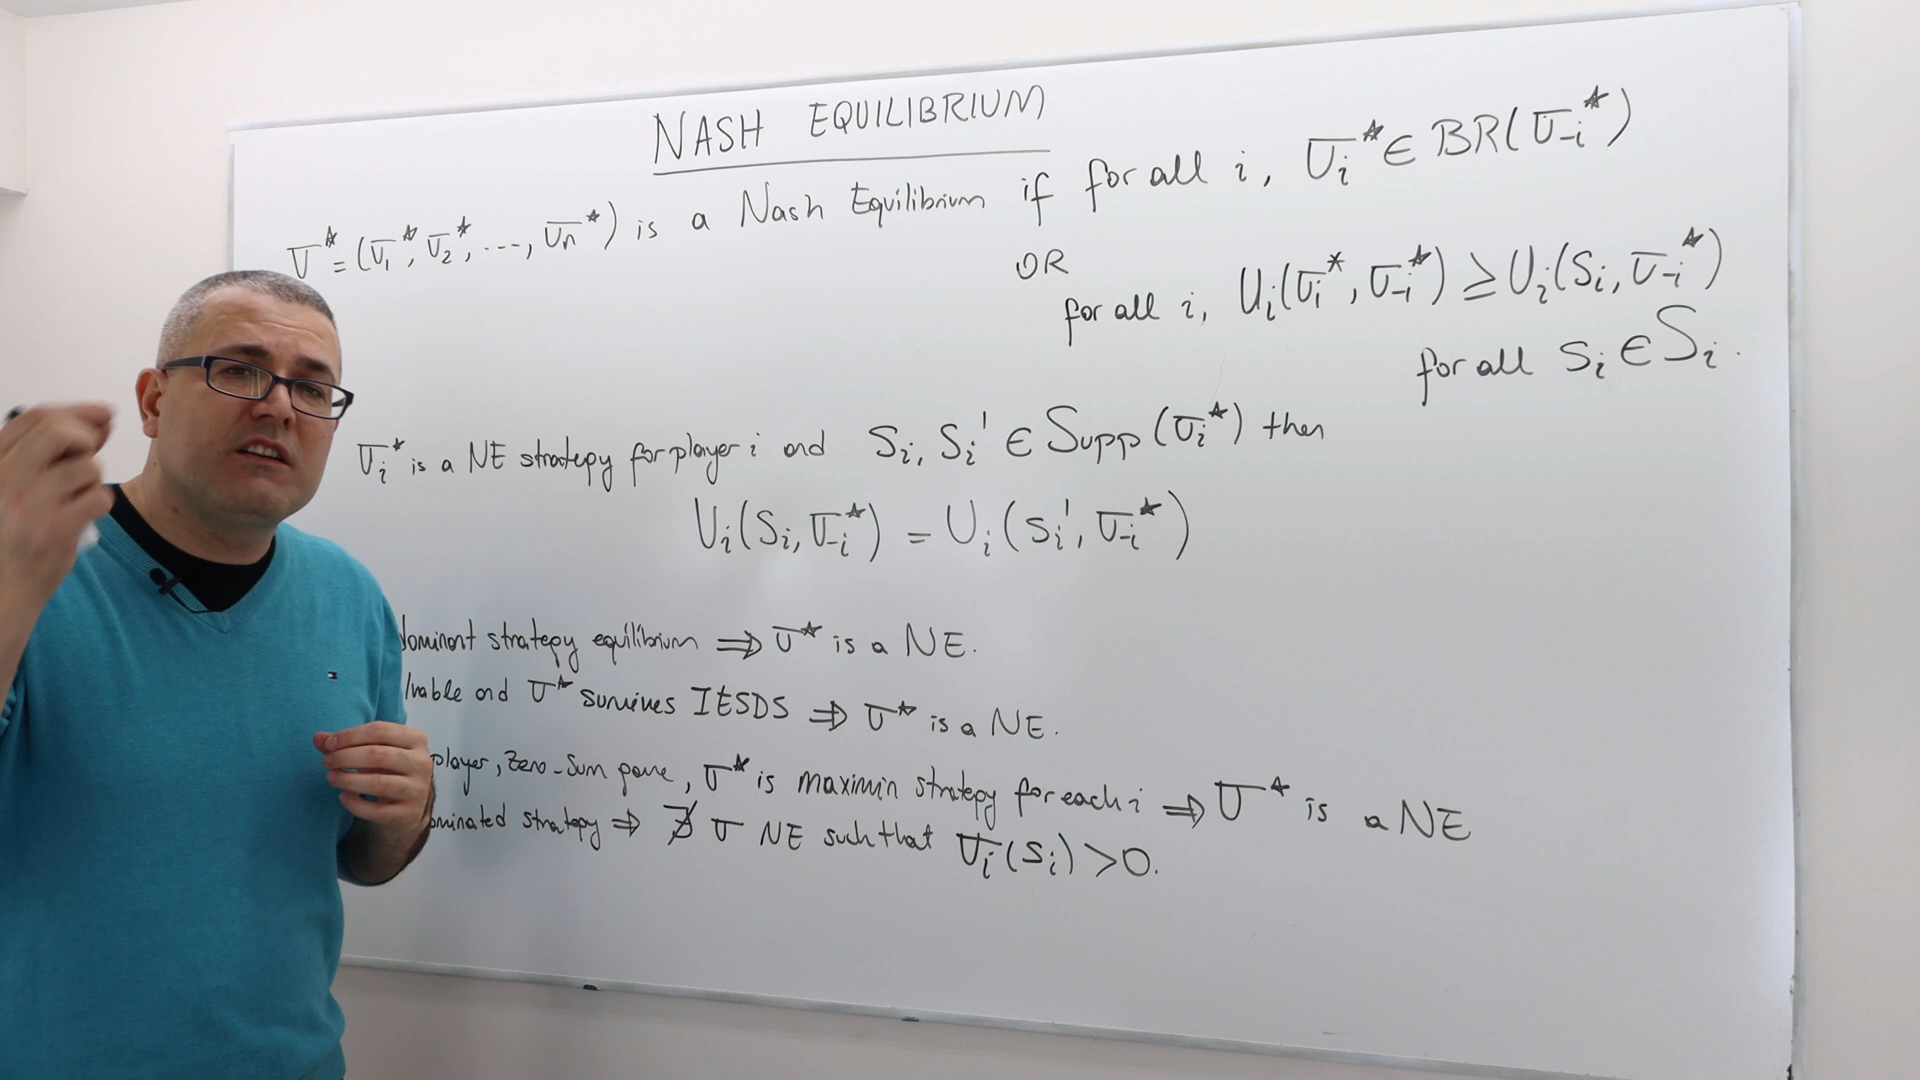 NASH EQUILIBRIUM
σ* = (σ₁*, σ₂*, ..., σₙ*) is a Nash Equilibrium if for all i, σᵢ* ∈ BR(σ₋ᵢ*)
OR
for all i, Uᵢ(σᵢ*, σ₋ᵢ*) ≥ Uᵢ(sᵢ, σ₋ᵢ*)
for all sᵢ ∈ Sᵢ.
σᵢ* is a NE strategy for player i and sᵢ, sᵢ' ∈ Supp(σᵢ*) then
Uᵢ(sᵢ, σ₋ᵢ*) = Uᵢ(sᵢ', σ₋ᵢ*)
dominant strategy equilibrium ⇒ σ* is a NE.
lvable and σ* survives IESDS ⇒ σ* is a NE.
player, zero-sum game, σ* is maximin strategy for each i ⇒ σ* is a NE
ominated strategy ⇒ ∄ σ NE such that σᵢ(sᵢ) > 0.